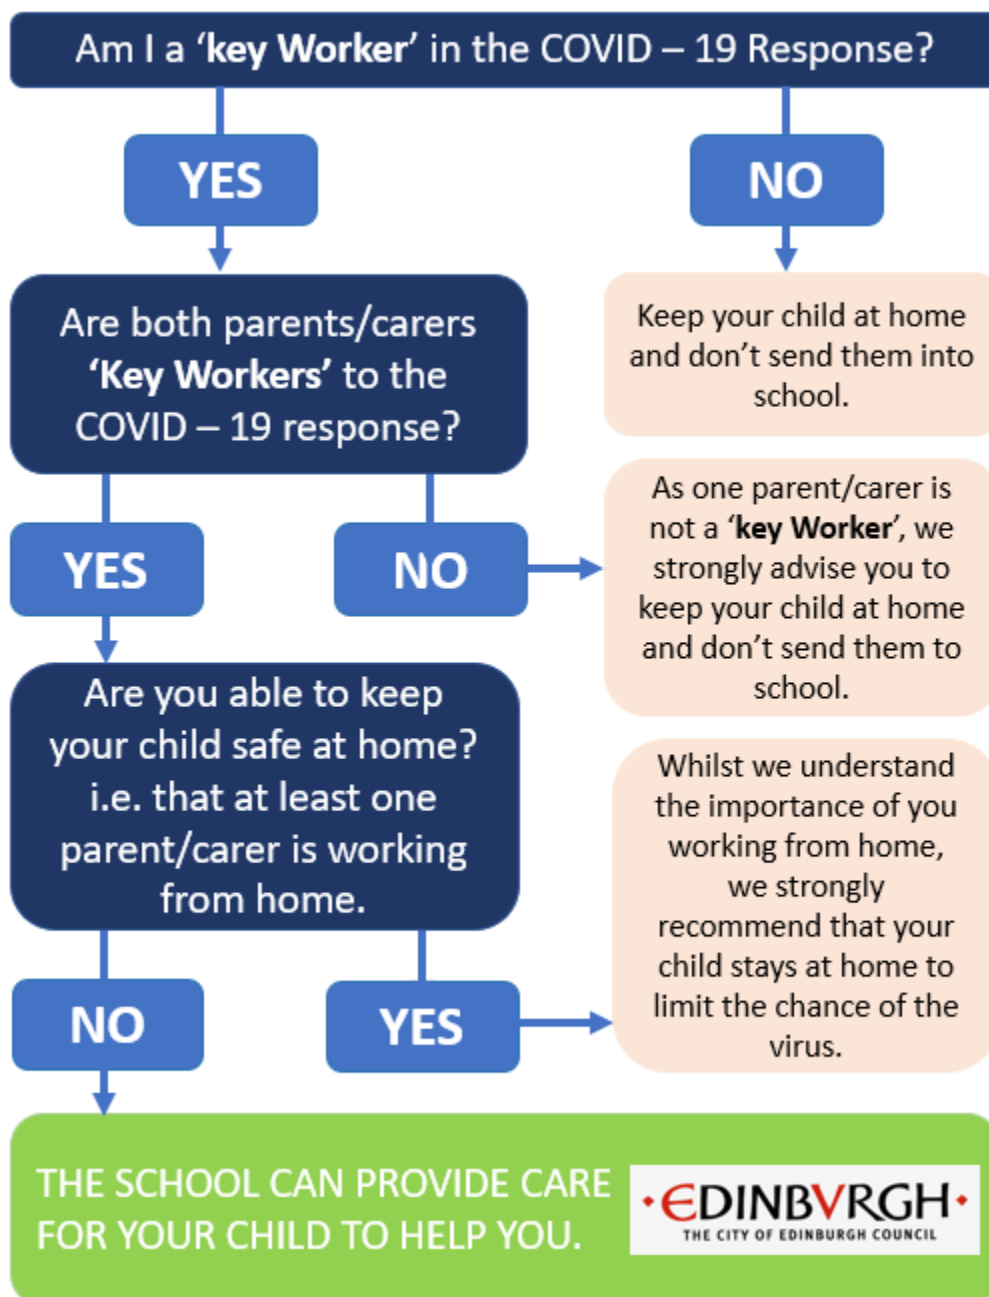 Am I a ‘key Worker’ in the COVID – 19 Response?
YES
NO
Are both parents/carers
‘Key Workers’ to the
COVID – 19 response?
Keep your child at home
and don’t send them into
school.
YES
NO
As one parent/carer is
not a ‘key Worker’, we
strongly advise you to
keep your child at home
and don’t send them to
school.
Are you able to keep
your child safe at home?
i.e. that at least one
parent/carer is working
from home.
NO
YES
Whilst we understand
the importance of you
working from home,
we strongly
recommend that your
child stays at home to
limit the chance of the
virus.
THE SCHOOL CAN PROVIDE CARE
FOR YOUR CHILD TO HELP YOU.
·EDINBVRGH·
THE CITY OF EDINBURGH COUNCIL